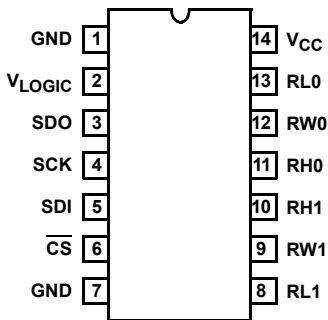 GND 1 14 VCC
VLOGIC 2 13 RL0
SDO 3 12 RW0
SCK 4 11 RH0
SDI 5 10 RH1
CS 6 9 RW1
GND 7 8 RL1